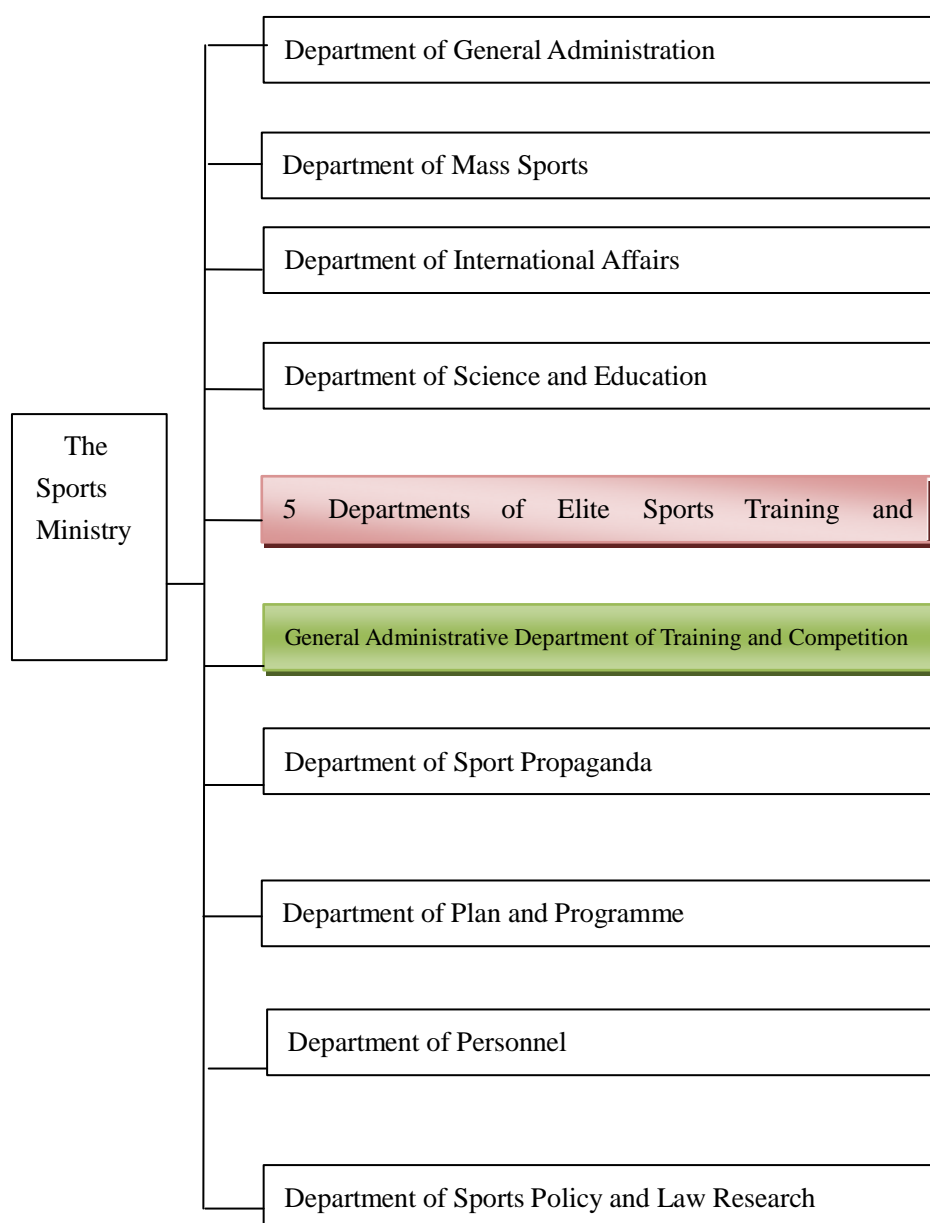 Department of General Administration
Department of Mass Sports
Department of International Affairs
Department of Science and Education
The
Sports
Ministry
5 Departments of Elite Sports Training and
General Administrative Department of Training and Competition
Department of Sport Propaganda
Department of Plan and Programme
Department of Personnel
Department of Sports Policy and Law Research